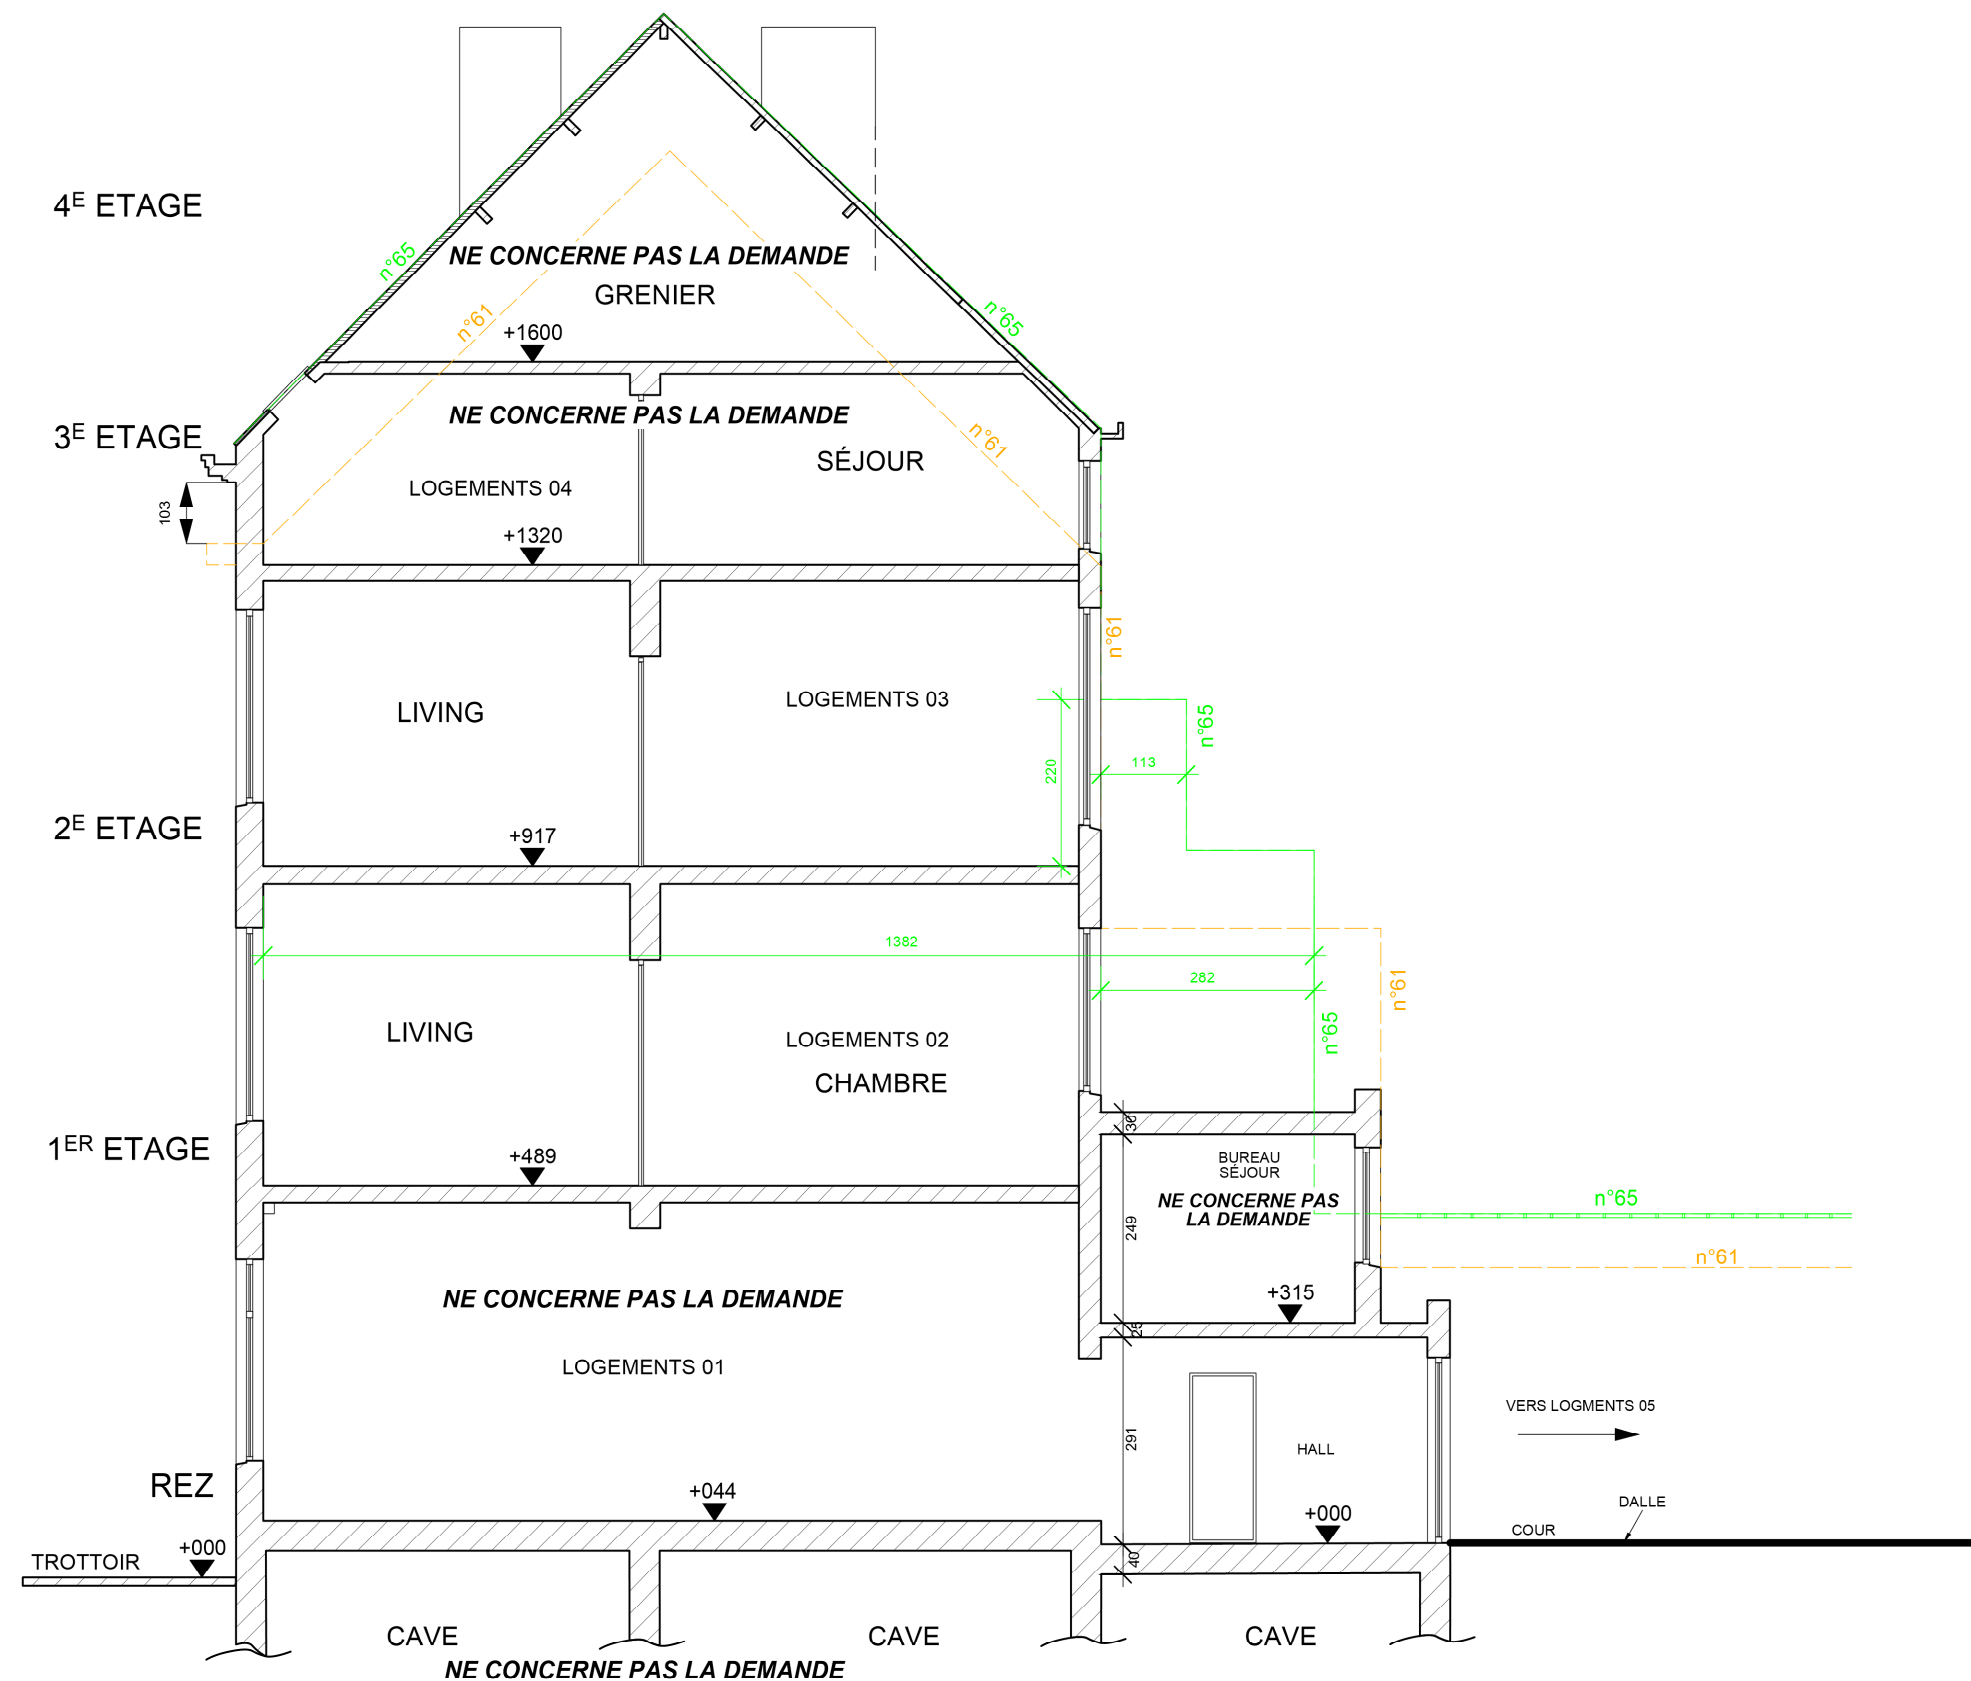 4E ETAGE
n°65
NE CONCERNE PAS LA DEMANDE
GRENIER
n°61
n°65
+1600
3E ETAGE
NE CONCERNE PAS LA DEMANDE
n°61
SÉJOUR
LOGEMENTS 04
103
+1320
n°61
LIVING
LOGEMENTS 03
n°65
220
113
2E ETAGE
+917
1382
282
n°61
n°65
LIVING
LOGEMENTS 02
CHAMBRE
1ER ETAGE
+489
30
BUREAU
SÉJOUR
NE CONCERNE PAS
LA DEMANDE
249
n°65
n°61
+315
25
NE CONCERNE PAS LA DEMANDE
LOGEMENTS 01
VERS LOGMENTS 05
291
HALL
REZ
+044
+000
DALLE
COUR
+000
TROTTOIR
40
CAVE
CAVE
CAVE
NE CONCERNE PAS LA DEMANDE